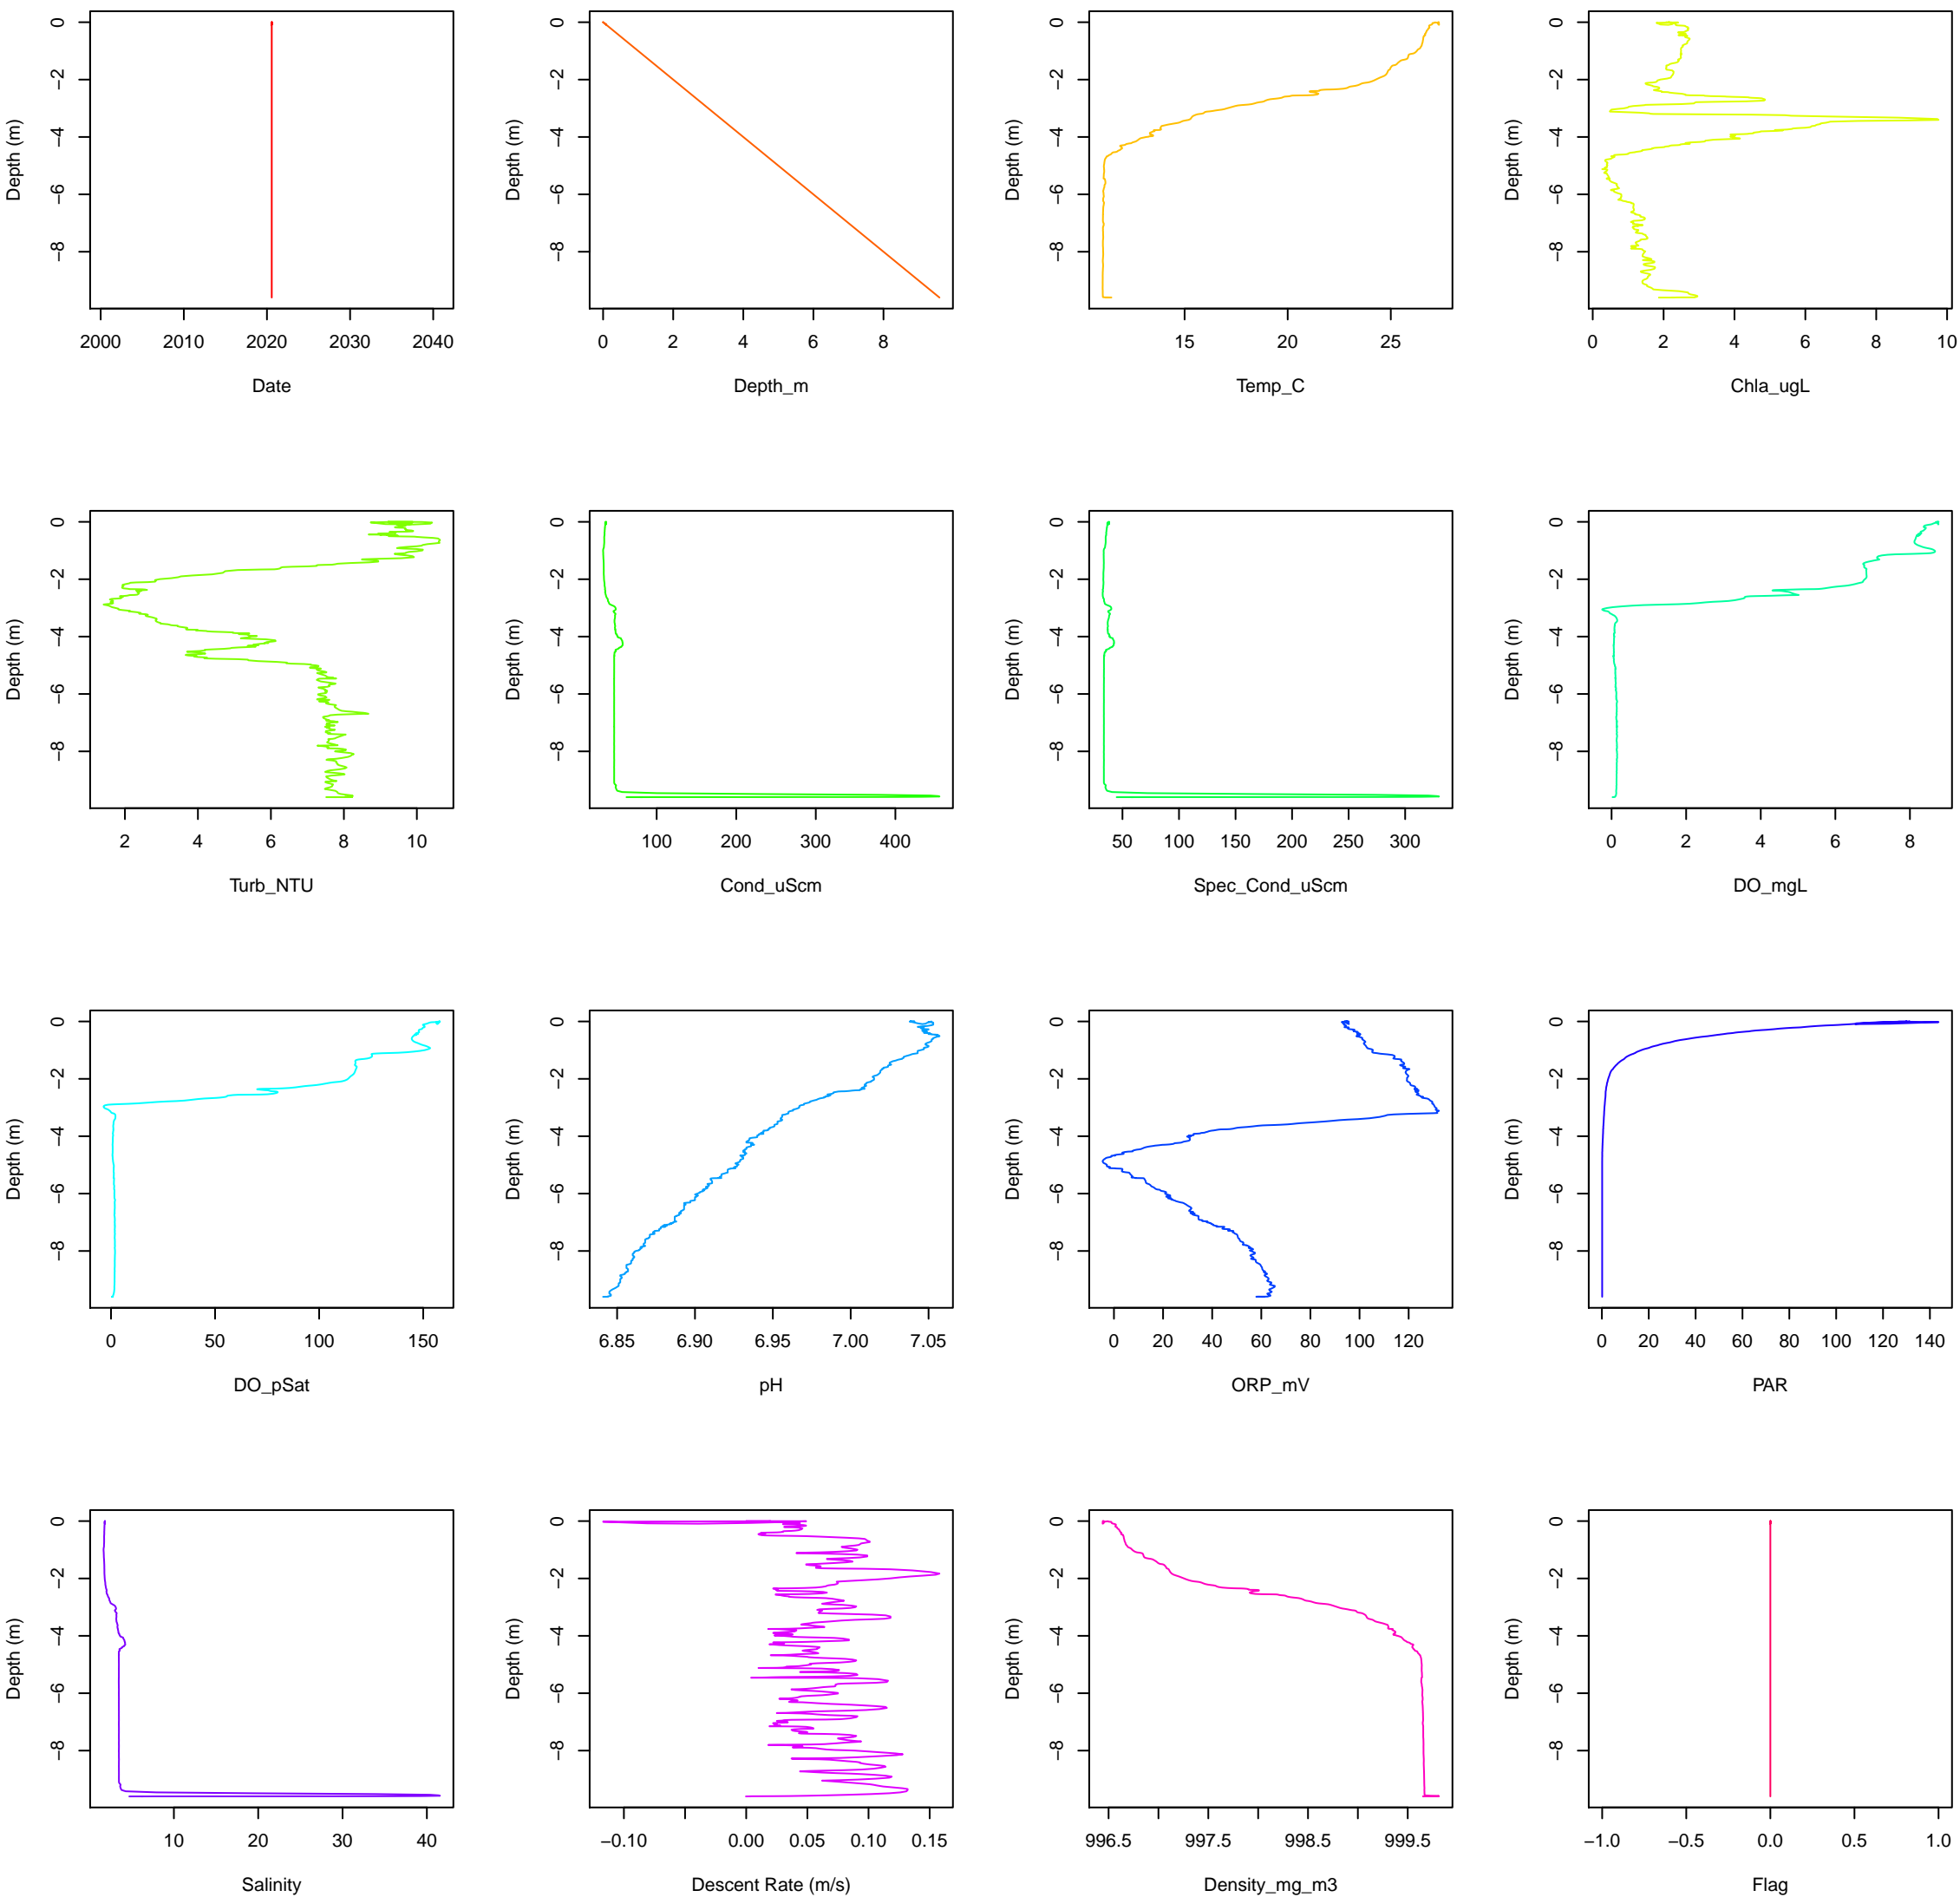 0 0 0 0
-2 -2 -2 -2
Depth (m) Depth (m) Depth (m) Depth (m)
-4 -4 -4 -4
-6 -6 -6 -6
-8 -8 -8 -8
2000 2010 2020 2030 2040 0 2 4 6 8 15 20 25 0 2 4 6 8 10
Date Depth_m Temp_C Chla_ugL
0 0 0 0
-2 -2 -2 -2
Depth (m) Depth (m) Depth (m) Depth (m)
-4 -4 -4 -4
-6 -6 -6 -6
-8 -8 -8 -8
2 4 6 8 10 100 200 300 400 50 100 150 200 250 300 0 2 4 6 8
Turb_NTU Cond_uScm Spec_Cond_uScm DO_mgL
0 0 0 0
-2 -2 -2 -2
Depth (m) Depth (m) Depth (m) Depth (m)
-4 -4 -4 -4
-6 -6 -6 -6
-8 -8 -8 -8
0 50 100 150 6.85 6.90 6.95 7.00 7.05 0 20 40 60 80 100 120 0 20 40 60 80 100 120 140
DO_pSat pH ORP_mV PAR
0 0 0 0
-2 -2 -2 -2
Depth (m) Depth (m) Depth (m) Depth (m)
-4 -4 -4 -4
-6 -6 -6 -6
-8 -8 -8 -8
10 20 30 40 -0.10 0.00 0.05 0.10 0.15 996.5 997.5 998.5 999.5 -1.0 -0.5 0.0 0.5 1.0
Salinity Descent Rate (m/s) Density_mg_m3 Flag